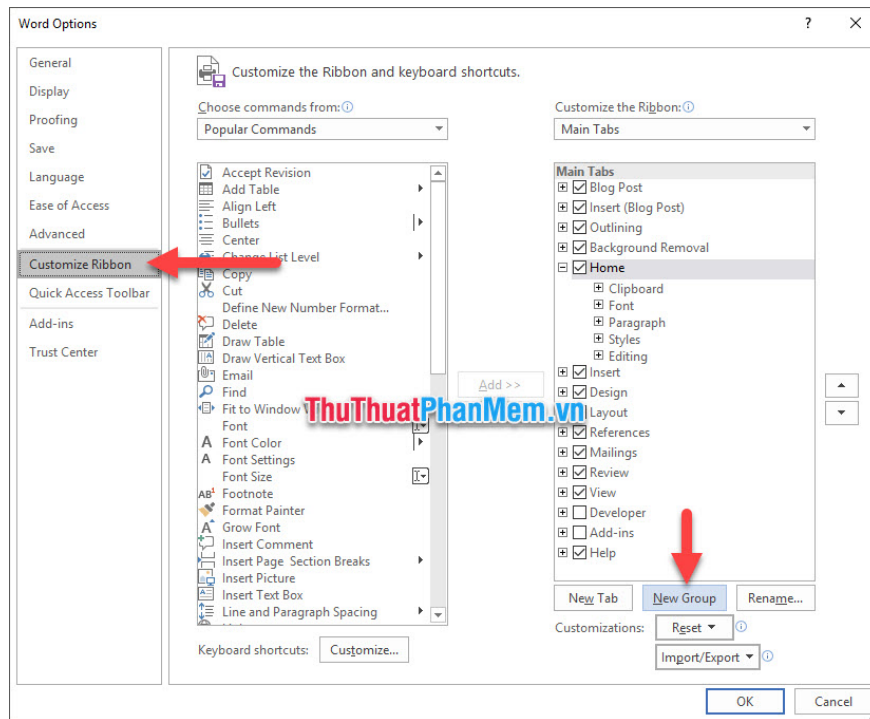 Word Options
?
General
Display
Proofing
Save
Language
Ease of Access
Advanced
Customize Ribbon
Quick Access Toolbar
Add-ins
Trust Center
Customize the Ribbon and keyboard shortcuts.
Choose commands from:
Popular Commands
Accept Revision
Add Table
Align Left
Bullets
Center
Change List Level
Copy
Cut
Define New Number Format...
Delete
Draw Table
Draw Vertical Text Box
Email
Find
Fit to Window
Font
Font Color
Font Settings
Font Size
Footnote
Format Painter
Grow Font
Insert Comment
Insert Page Section Breaks
Insert Picture
Insert Text Box
Line and Paragraph Spacing
Keyboard shortcuts: Customize...
Add >>
ThuThuatPhanMem.vn
Customize the Ribbon:
Main Tabs
Main Tabs
Blog Post
Insert (Blog Post)
Outlining
Background Removal
Home
Clipboard
Font
Paragraph
Styles
Editing
Insert
Design
Layout
References
Mailings
Review
View
Developer
Add-ins
Help
New Tab New Group Rename...
Customizations: Reset
Import/Export
OK Cancel